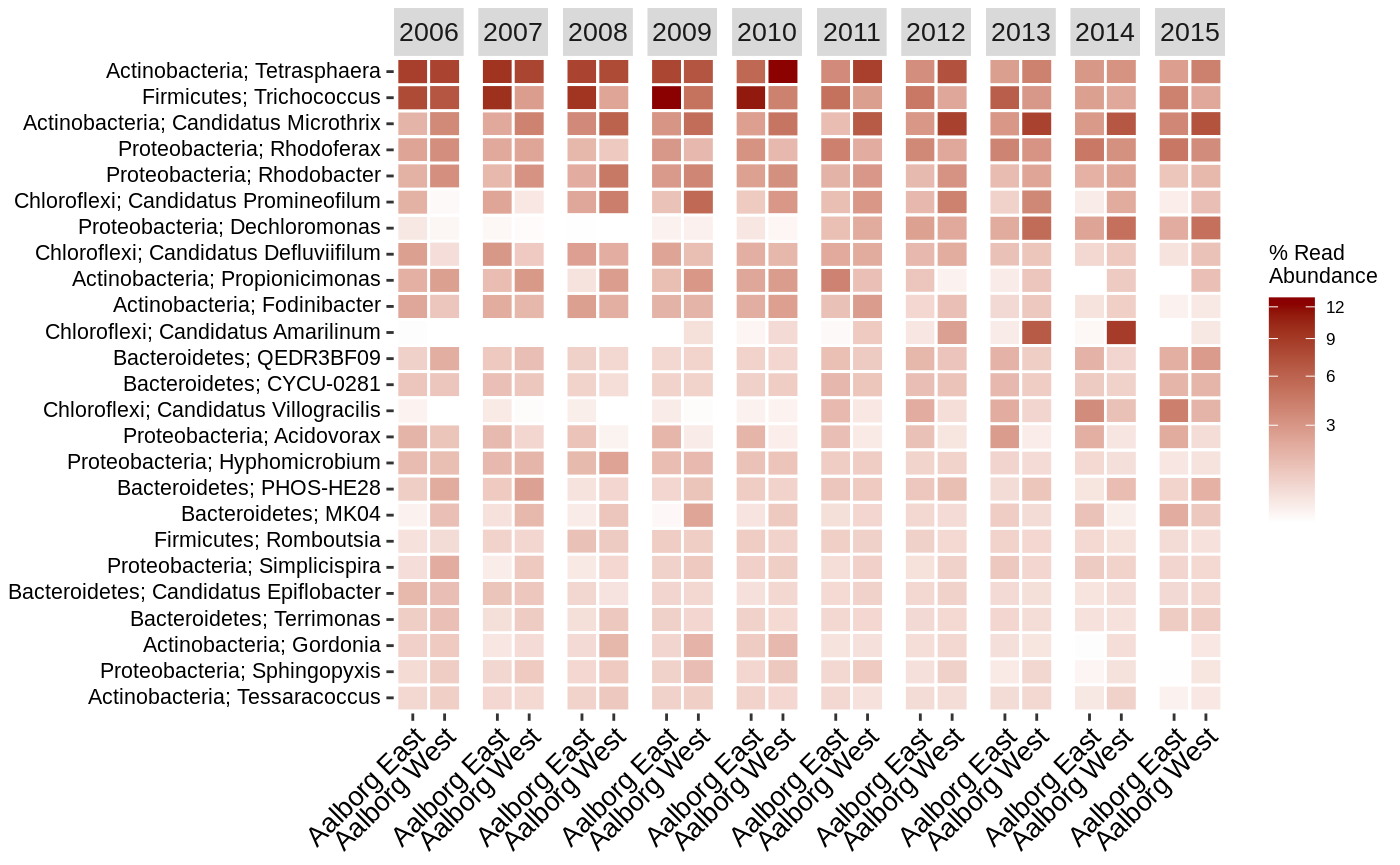 2006 2007 2008 2009 2010 2011 2012 2013 2014 2015
Actinobacteria; Tetrasphaera
Firmicutes; Trichococcus
Actinobacteria; Candidatus Microthrix
Proteobacteria; Rhodoferax
Proteobacteria; Rhodobacter
Chloroflexi; Candidatus Promineofilum
Proteobacteria; Dechloromonas
Chloroflexi; Candidatus Defluviifilum
Actinobacteria; Propionicimonas
Actinobacteria; Fodinibacter
Chloroflexi; Candidatus Amarilinum
Bacteroidetes; QEDR3BF09
Bacteroidetes; CYCU-0281
Chloroflexi; Candidatus Villogracilis
Proteobacteria; Acidovorax
Proteobacteria; Hyphomicrobium
Bacteroidetes; PHOS-HE28
Bacteroidetes; MK04
Firmicutes; Romboutsia
Proteobacteria; Simplicispira
Bacteroidetes; Candidatus Epiflobacter
Bacteroidetes; Terrimonas
Actinobacteria; Gordonia
Proteobacteria; Sphingopyxis
Actinobacteria; Tessaracoccus
Aalborg East
Aalborg West
Aalborg East
Aalborg West
Aalborg East
Aalborg West
Aalborg East
Aalborg West
Aalborg East
Aalborg West
Aalborg East
Aalborg West
Aalborg East
Aalborg West
Aalborg East
Aalborg West
Aalborg East
Aalborg West
Aalborg East
Aalborg West
% Read
Abundance
12
9
6
3